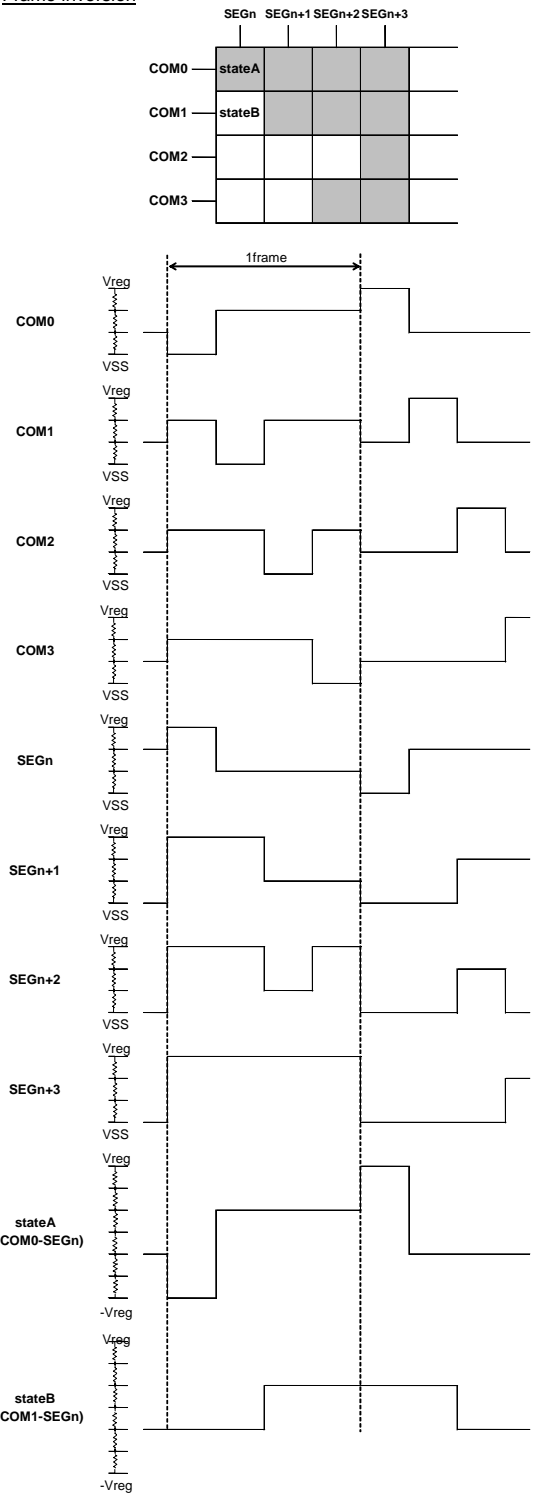 Frame inversion
SEGn SEGn+1 SEGn+2 SEGn+3
COM0 stateA
COM1 stateB
COM2
COM3
1frame
Vreg
COM0
VSS
Vreg
COM1
VSS
Vreg
COM2
VSS
Vreg
COM3
VSS
Vreg
SEGn
VSS
Vreg
SEGn+1
VSS
Vreg
SEGn+2
VSS
Vreg
SEGn+3
VSS
Vreg
stateA
COM0-SEGn)
-Vreg
Vreg
stateB
COM1-SEGn)
-Vreg